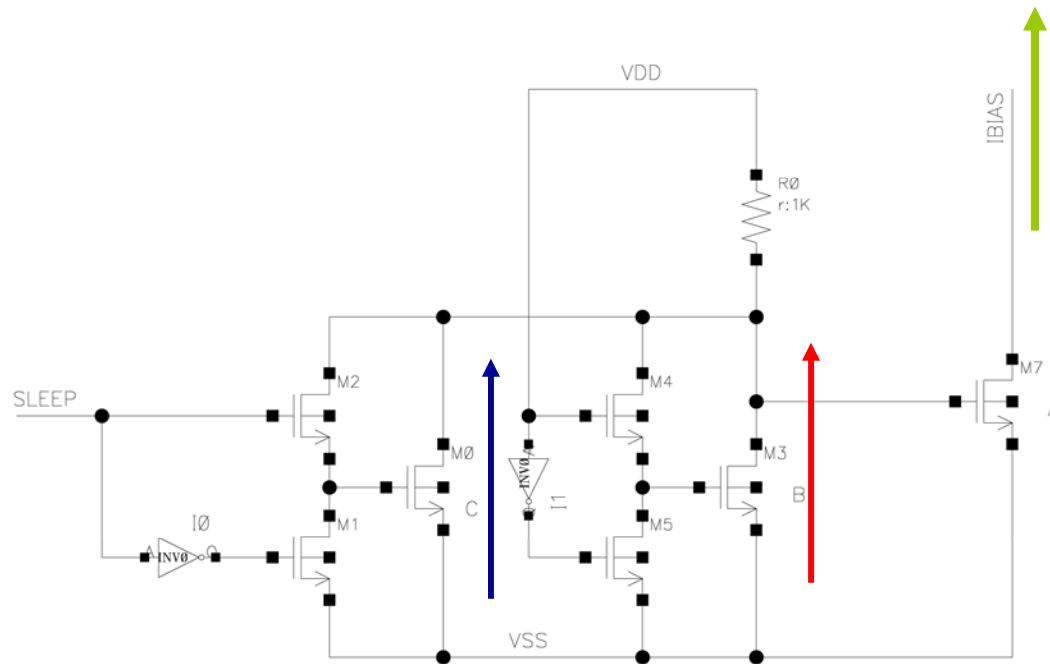 VDD
IBIAS
RØ
r:1K
M2
M4
M7
SLEEP
MØ
M3
INVØ
C
I1
B
IØ
M1
M5
A
INVØ
VSS